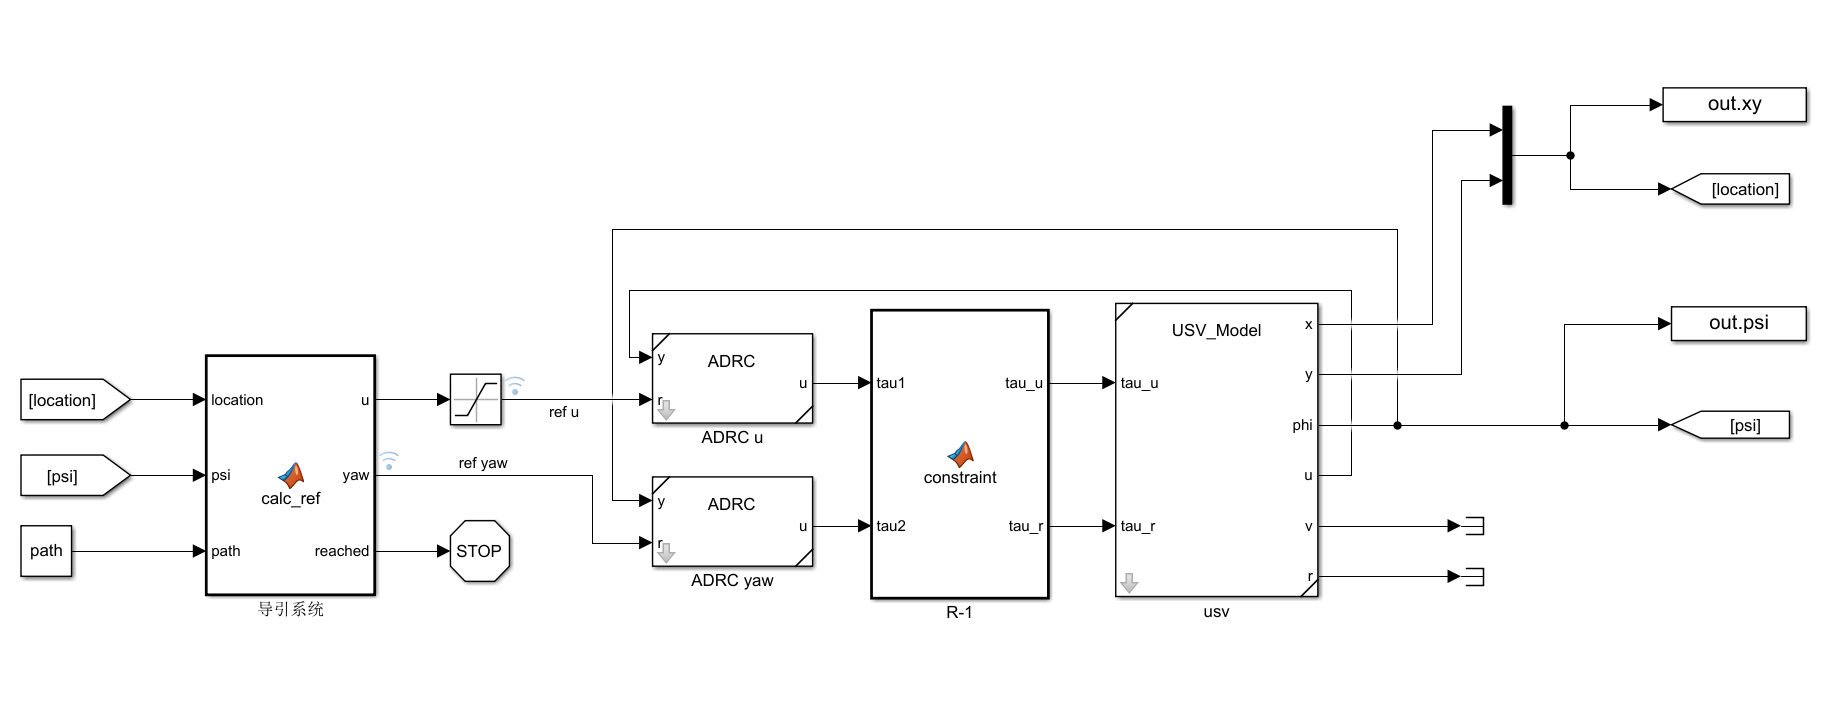 out.xy
[location]
USV_Model
x
y
phi
u
v
r
tau_u
tau_r
usv
out.psi
[psi]
ADRC
y
r
u
ADRC u
ADRC
y
r
u
ADRC yaw
tau1
tau2
tau_u
tau_r
constraint
R-1
[location]
[psi]
path
location
psi
path
u
yaw
reached
calc_ref
导引系统
ref u
ref yaw
STOP